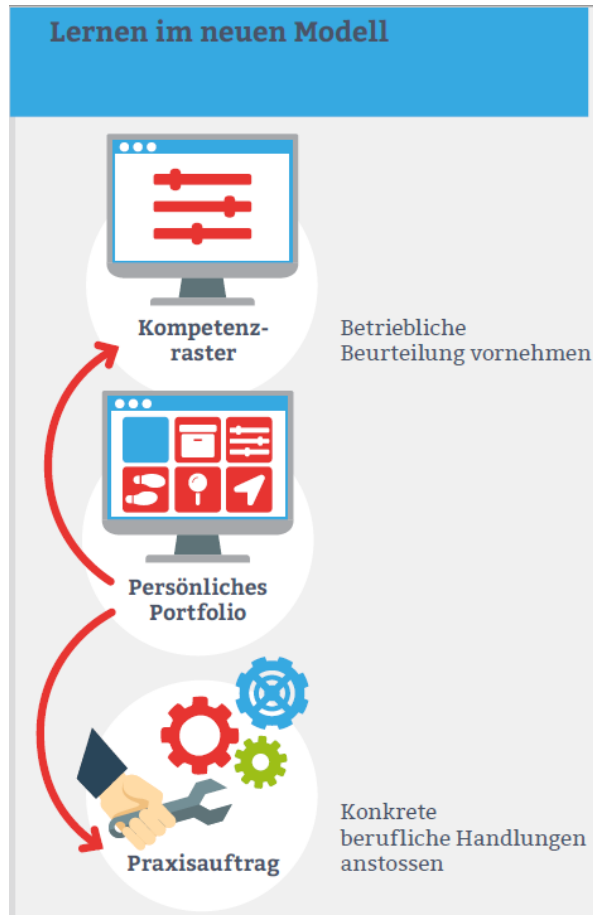 Lernen im neuen Modell
Kompetenz-
raster
Betriebliche
Beurteilung vornehmen
Persönliches
Portfolio
Praxisauftrag
Konkrete
berufliche Handlungen
anstossen